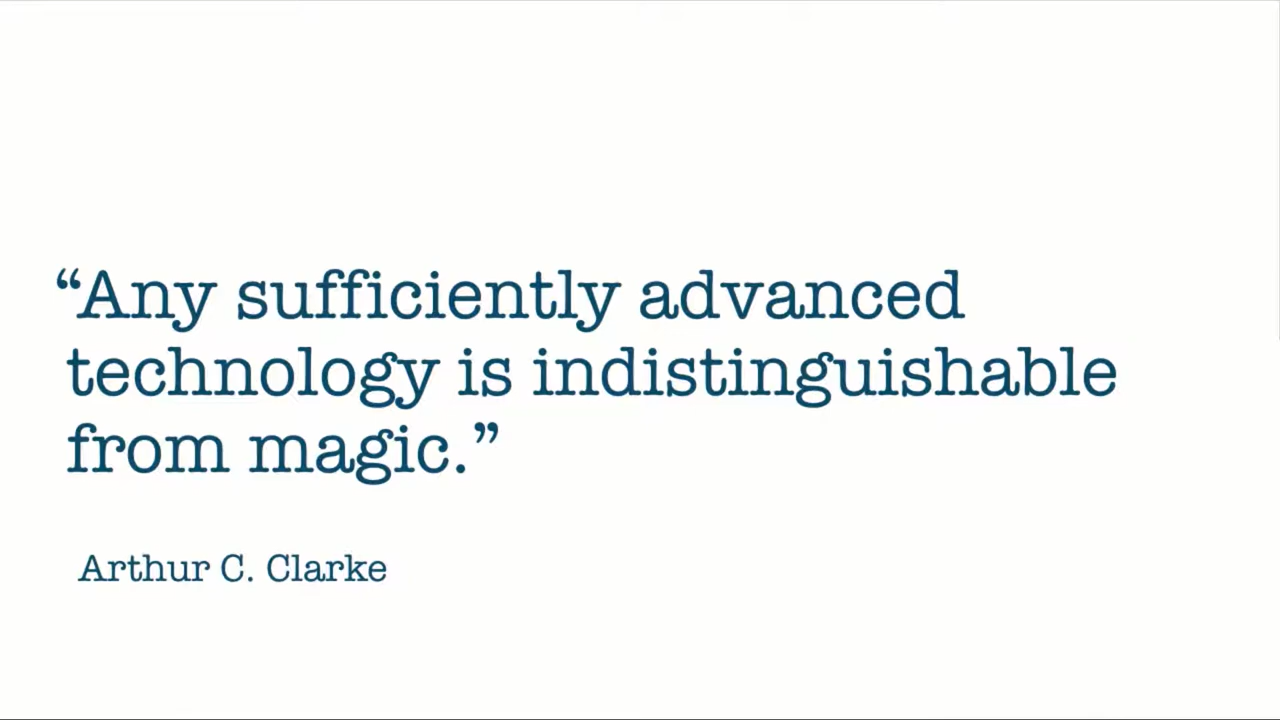 “Any sufficiently advanced
technology is indistinguishable
from magic.”
Arthur C. Clarke